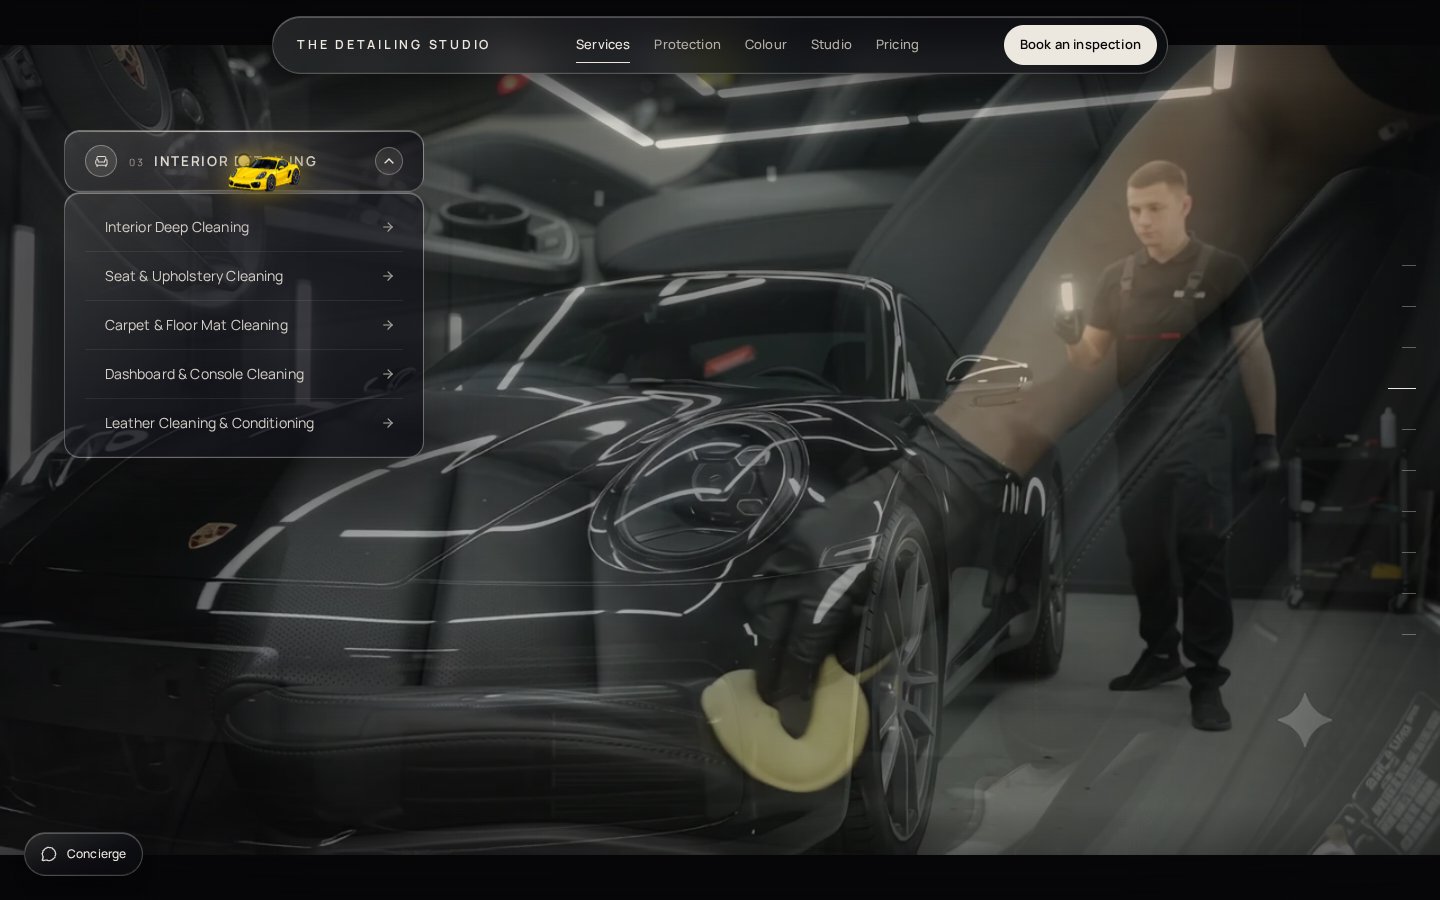 THE DETAILING STUDIO
Services
Protection
Colour
Studio
Pricing
Book an inspection
03 INTERIOR
Interior Deep Cleaning
Seat & Upholstery Cleaning
Carpet & Floor Mat Cleaning
Dashboard & Console Cleaning
Leather Cleaning & Conditioning
Concierge